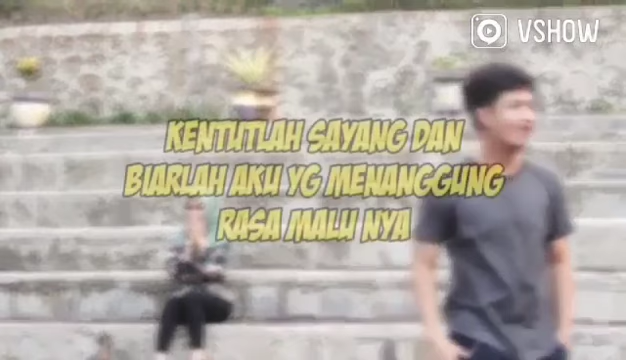 VSHOW
KENTUTLAH SAYANG DAN
BIARLAH AKU YG MENANGGUNG
RASA MALU NYA